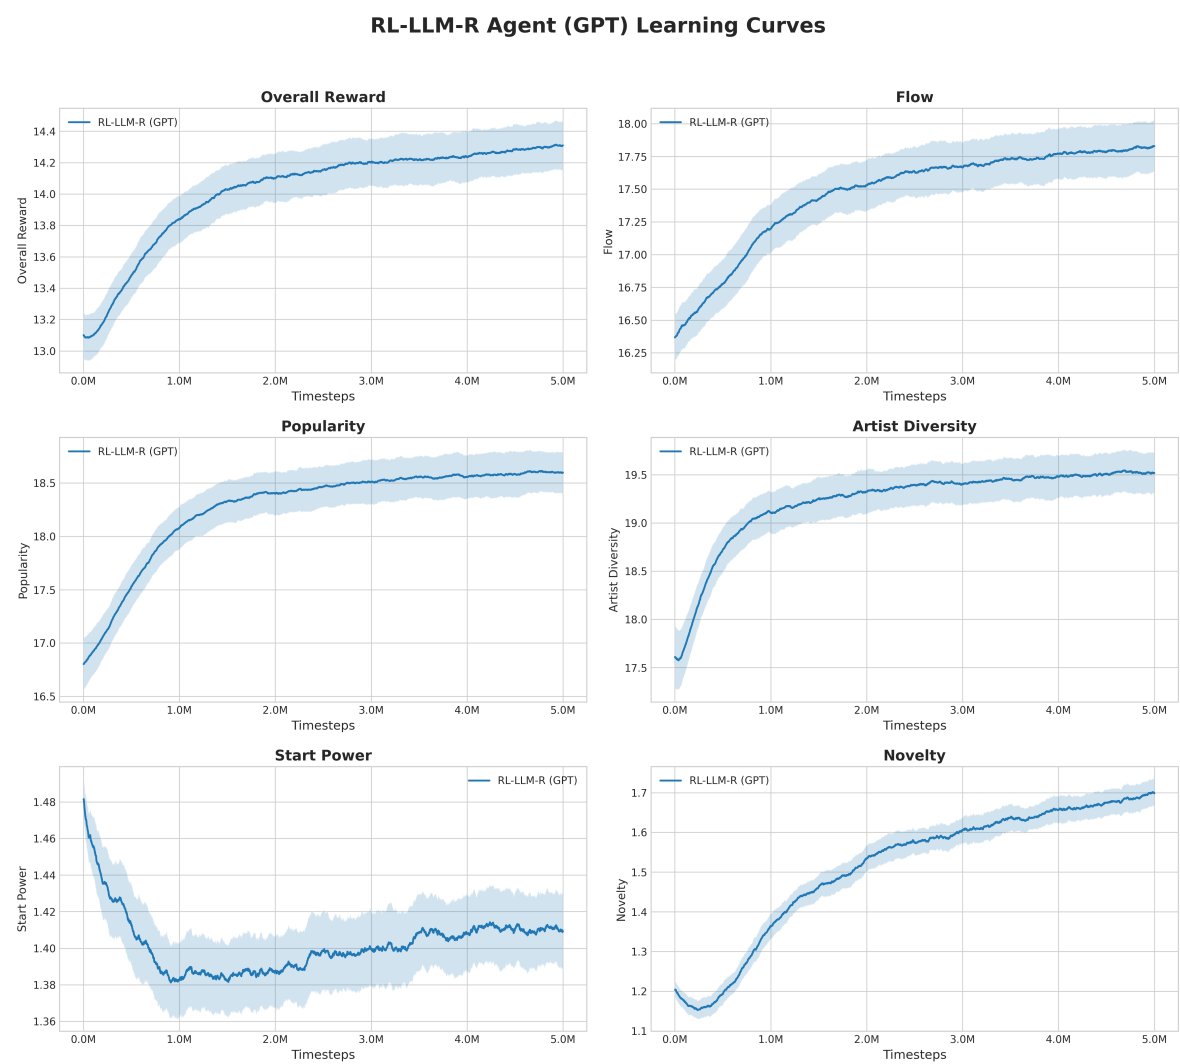 RL-LLM-R Agent (GPT) Learning Curves
Overall Reward
RL-LLM-R (GPT)
Overall Reward
14.4
14.2
14.0
13.8
13.6
13.4
13.2
13.0
0.0M 1.0M 2.0M 3.0M 4.0M 5.0M
Timesteps
Flow
RL-LLM-R (GPT)
Flow
18.00
17.75
17.50
17.25
17.00
16.75
16.50
16.25
0.0M 1.0M 2.0M 3.0M 4.0M 5.0M
Timesteps
Popularity
RL-LLM-R (GPT)
Popularity
18.5
18.0
17.5
17.0
16.5
0.0M 1.0M 2.0M 3.0M 4.0M 5.0M
Timesteps
Artist Diversity
RL-LLM-R (GPT)
Artist Diversity
19.5
19.0
18.5
18.0
17.5
0.0M 1.0M 2.0M 3.0M 4.0M 5.0M
Timesteps
Start Power
RL-LLM-R (GPT)
Start Power
1.48
1.46
1.44
1.42
1.40
1.38
1.36
0.0M 1.0M 2.0M 3.0M 4.0M 5.0M
Timesteps
Novelty
RL-LLM-R (GPT)
Novelty
1.7
1.6
1.5
1.4
1.3
1.2
1.1
0.0M 1.0M 2.0M 3.0M 4.0M 5.0M
Timesteps